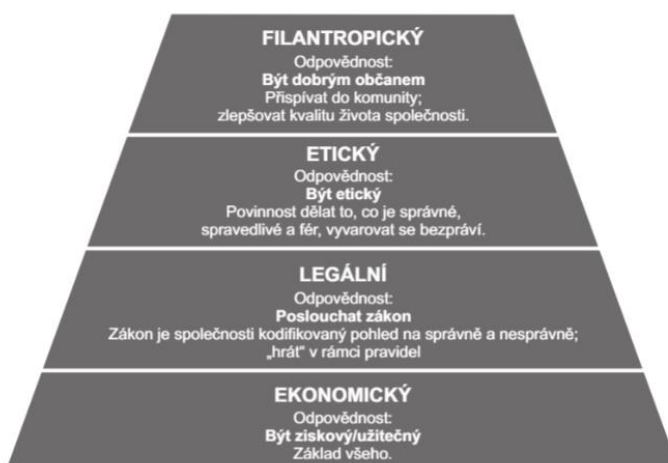 FILANTROPICKÝ
Odpovědnost:
Být dobrým občanem
Přispívat do komunity;
zlepšovat kvalitu života společnosti.
ETICKÝ
Odpovědnost:
Být etický
Povinnost dělat to, co je správné,
spravedlivé a fér, vyvarovat se bezpráví.
LEGÁLNÍ
Odpovědnost:
Poslouchat zákon
Zákon je společnosti kodifikovaný pohled na správně a nesprávně;
„hrát“ v rámci pravidel
EKONOMICKÝ
Odpovědnost:
Být ziskový/užitečný
Základ všeho.